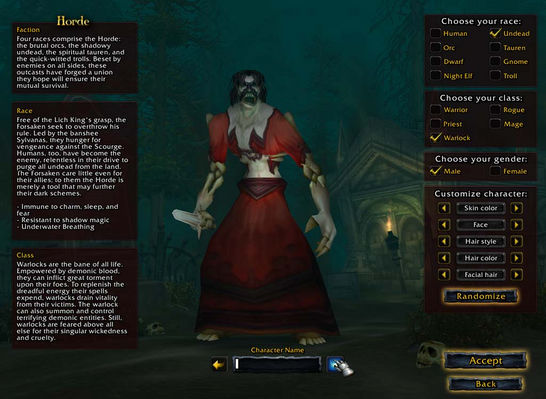 Horde
Faction
Four races comprise the Horde:
the brutal orcs, the shadowy
undead, the spiritual tauren, and
the quick-witted trolls. Beset by
enemies on all sides, these
outcasts have forged a union
they hope will ensure their
mutual survival.
Race
Free of the Lich King's grasp, the
Forsaken seek to overthrow his
rule. Led by the banshee
Sylvanas, they hunger for
vengeance against the Scourge.
Humans, too, have become the
enemy, relentless in their drive to
purge all undead from the land.
The Forsaken care little even for
their allies; to them the Horde is
merely a tool that may further
their dark schemes.
- Immune to charm, sleep, and
fear
- Resistant to shadow magic
- Underwater Breathing
Class
Warlocks are the bane of all life.
Empowered by demonic blood,
they can inflict great torment
upon their foes. To replenish the
dreadful energy their spells
expend, warlocks drain vitality
from their victims. The warlock
can also summon and control
terrifying demonic entities. Still,
warlocks are feared above all
else for their singular wickedness
and cruelty.
Character Name
Choose your race:
Human Undead
Orc Tauren
Dwarf Gnome
Night Elf Troll
Choose your class:
Warrior Rogue
Priest Mage
Warlock
Choose your gender:
Male Female
Customize character:
Skin color
Face
Hair style
Hair color
Facial hair
Randomize
Accept
Back